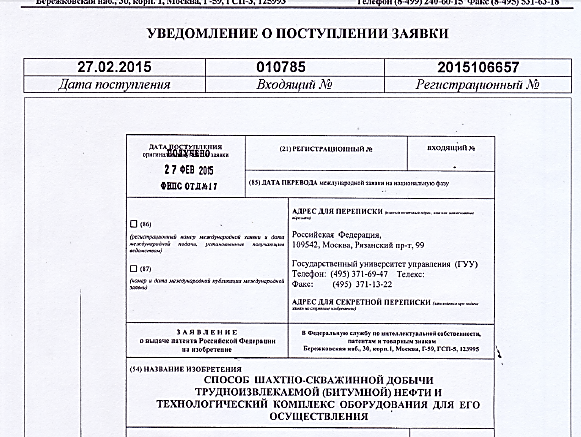 Бережковская наб., 30, корп. 1, Москва, Г-59, ГСП-5, 125995 Телефон (8-499) 240-60-15 Факс (8-495) 531-63-18
УВЕДОМЛЕНИЕ О ПОСТУПЛЕНИИ ЗАЯВКИ
27.02.2015 010785 2015106657
Дата поступления Входящий № Регистрационный №
ДАТА ПОСТУПЛЕНИЯ
заявки
ПОЛУЧЕНО
27 ФЕВ 2015
ФИПС ОТД №17
(21) РЕГИСТРАЦИОННЫЙ № ВХОДЯЩИЙ №
(85) ДАТА ПЕРЕВОДА международной заявки на национальную фазу
(86)
(регистрационный номер международной заявки и дата
международной подачи, установленные получающим
ведомством)
(87)
(номер и дата международной публикации международной
заявки)
АДРЕС ДЛЯ ПЕРЕПИСКИ
Российская Федерация,
109542, Москва, Рязанский пр-т, 99
Государственный университет управления (ГУУ)
Телефон: (495) 371-69-47 Телекс:
Факс: (495) 371-13-22
АДРЕС ДЛЯ СЕКРЕТНОЙ ПЕРЕПИСКИ
ЗАЯВЛЕНИЕ
о выдаче патента Российской Федерации
на изобретение
В Федеральную службу по интеллектуальной собственности,
патентам и товарным знакам
Бережковская наб., 30, корп.1, Москва, Г-59, ГСП-5, 123995
(54) НАЗВАНИЕ ИЗОБРЕТЕНИЯ
СПОСОБ ШАХТНО-СКВАЖИННОЙ ДОБЫЧИ
ТРУДНОИЗВЛЕКАЕМОЙ (БИТУМНОЙ) НЕФТИ И
ТЕХНОЛОГИЧЕСКИЙ КОМПЛЕКС ОБОРУДОВАНИЯ ДЛЯ ЕГО
ОСУЩЕСТВЛЕНИЯ